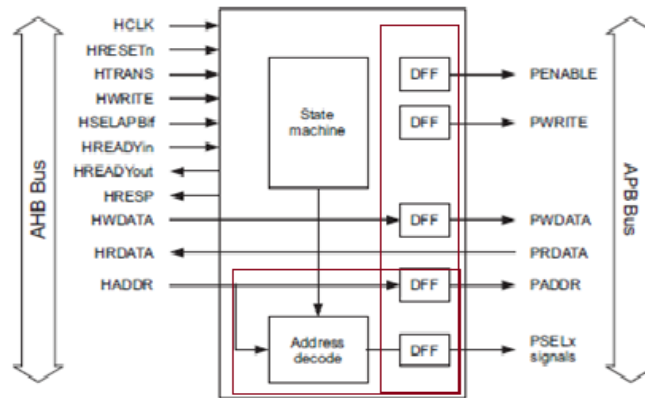 AHB Bus
HCLK
HRESETn
HTRANS
HWRITE
HSELAPBif
HREADYin
HREADYout
HRESP
HWDATA
HRDATA
HADDR
State
machine
Address
decode
DFF
DFF
DFF
DFF
DFF
PENABLE
PWRITE
PWDATA
PRDATA
PADDR
PSELx
signals
APB Bus